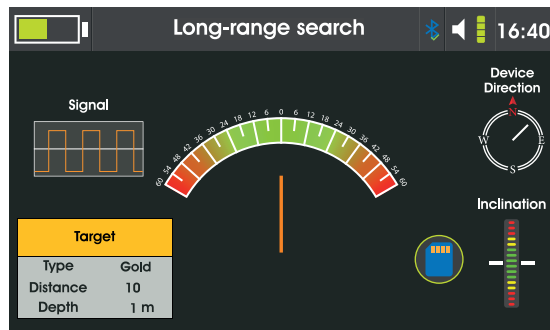 Long-range search
16:40
Signal
60 54 48 42 36 30 24 18 12 6 0 6 12 18 24 30 36 42 48 54 60
Device
Direction
N
W
E
S
Inclination
Target
Type Gold
Distance 10
Depth 1 m